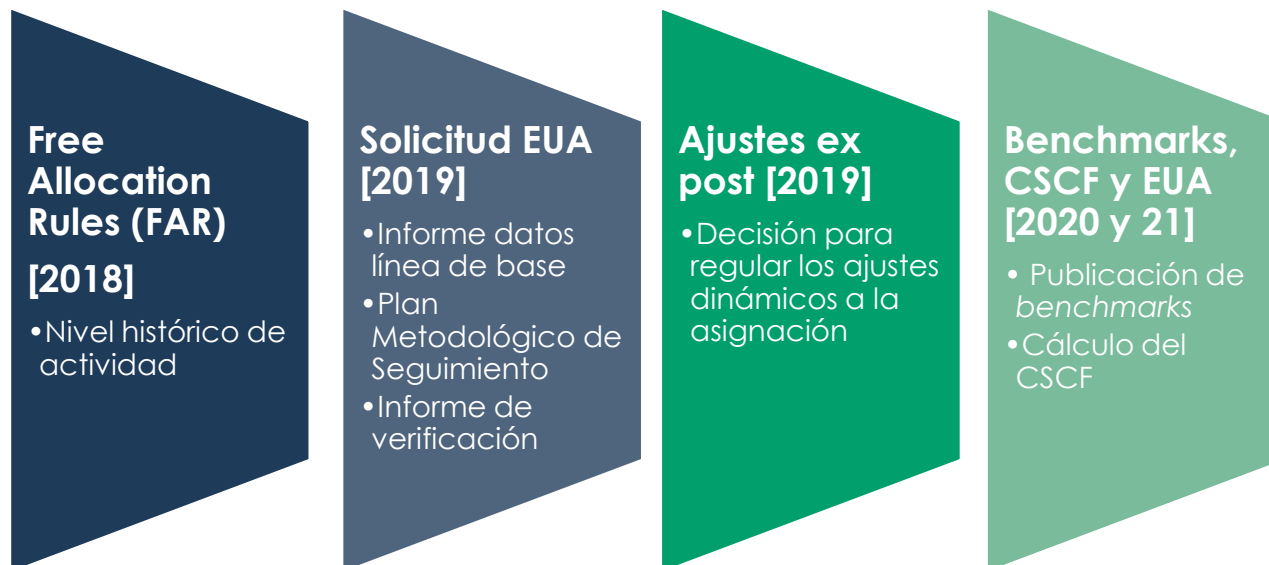 Free
Allocation
Rules (FAR)
[2018]
•Nivel histórico de
actividad
Solicitud EUA
[2019]
•Informe datos
línea de base
•Plan
Metodológico de
Seguimiento
•Informe de
verificación
Ajustes ex
post [2019]
•Decisión para
regular los ajustes
dinámicos a la
asignación
Benchmarks,
CSCF y EUA
[2020 y 21]
• Publicación de
benchmarks
•Cálculo del
CSCF